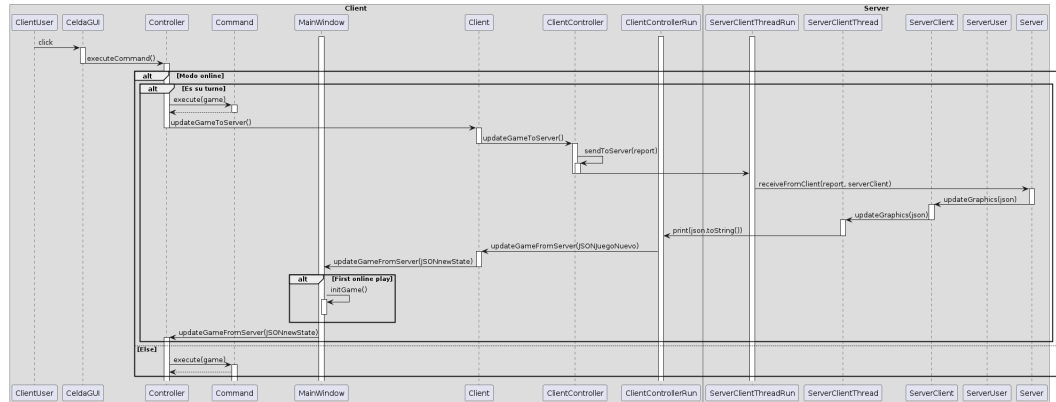 Client
Server
ClientUser
CeldaGUI
Controller
Command
MainWindow
Client
ClientController
ClientControllerRun
ServerClientThreadRun
ServerClientThread
ServerClient
ServerUser
Server
click
executeCommand()
alt [Modo online]
alt [Es su turno]
execute(game)
updateGameToServer()
updateGameToServer()
sendToServer(report)
receiveFromClient(report, serverClient)
updateGraphics(json)
updateGraphics(json)
print(json.toString())
updateGameFromServer(JSONJuegoNuevo)
updateGameFromServer(JSONnewState)
alt [First online play]
initGame()
updateGameFromServer(JSONnewState)
[Else]
execute(game)
ClientUser
CeldaGUI
Controller
Command
MainWindow
Client
ClientController
ClientControllerRun
ServerClientThreadRun
ServerClientThread
ServerClient
ServerUser
Server